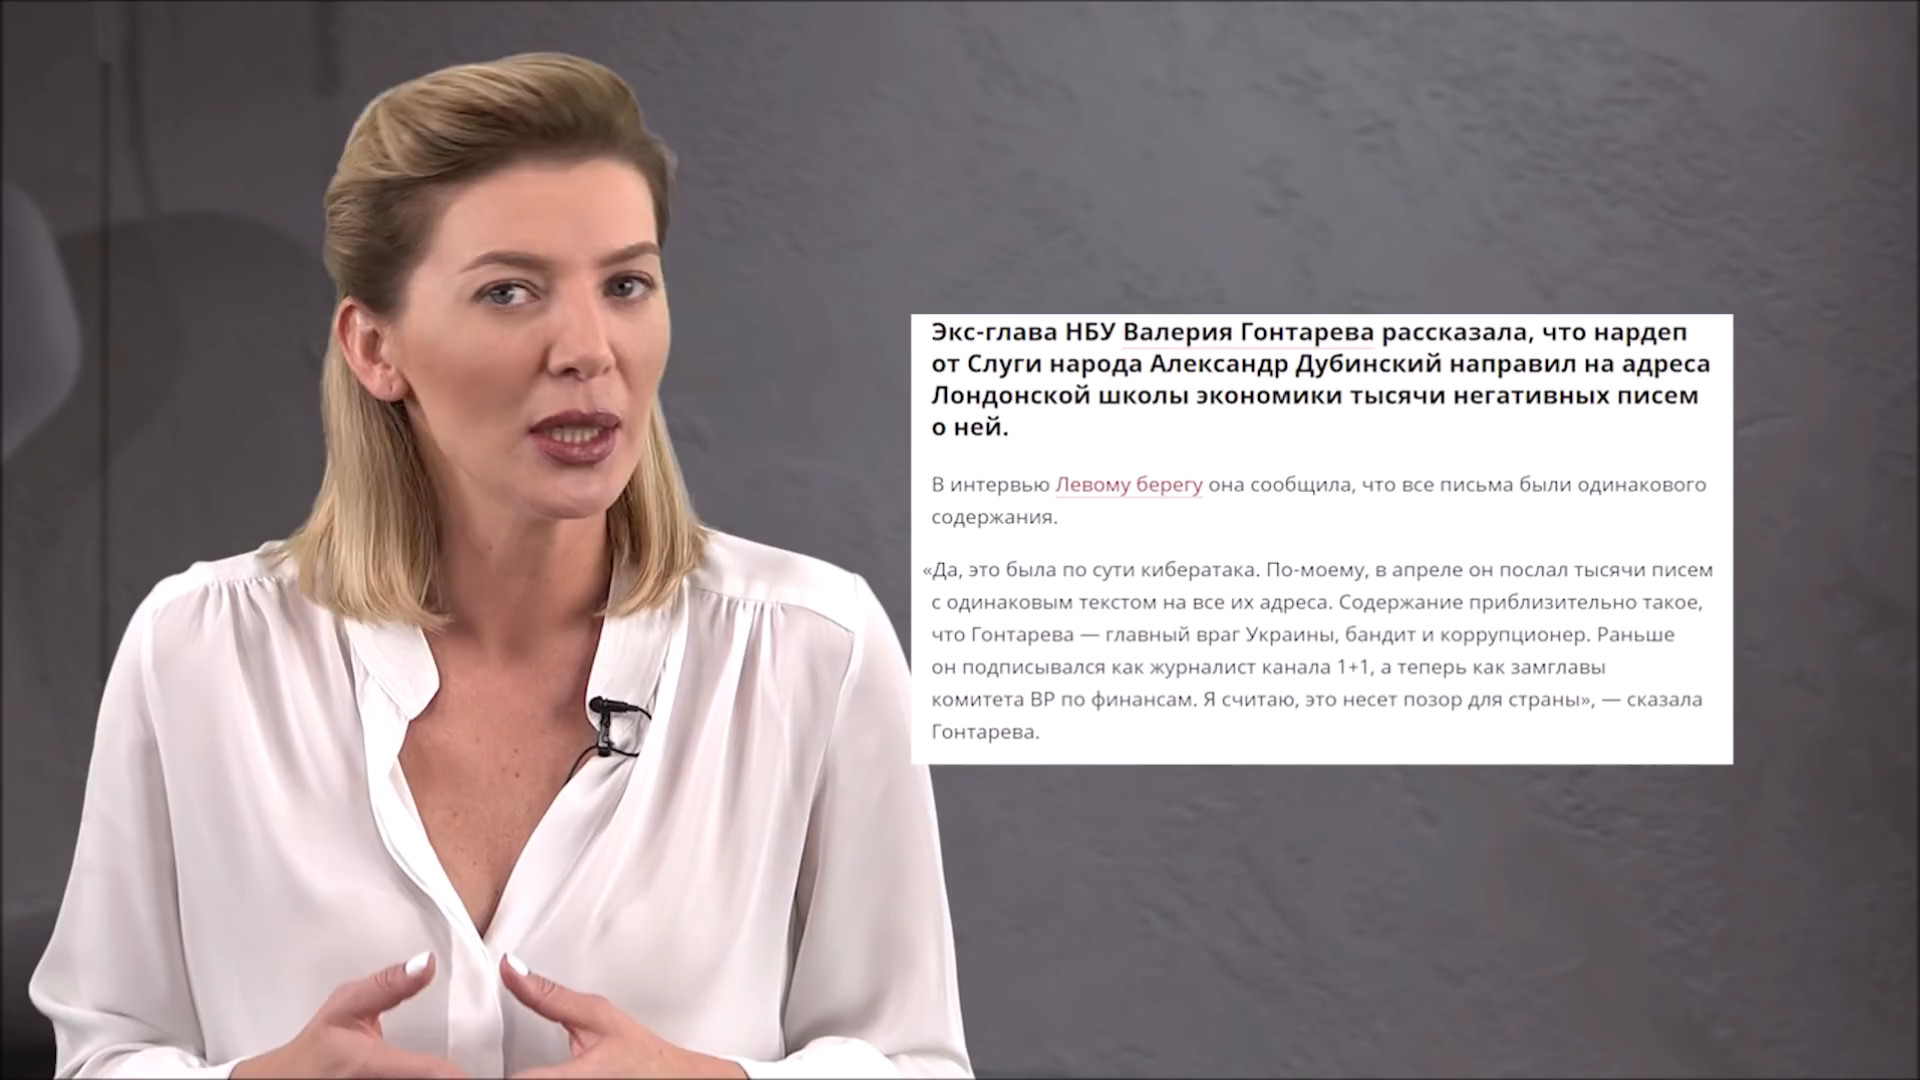 Экс-глава НБУ Валерия Гонтарева рассказала, что нардеп
от Слуги народа Александр Дубинский направил на адреса
Лондонской школы экономики тысячи негативных писем
о ней.
В интервью Левому берегу она сообщила, что все письма были одинакового
содержания.
«Да, это была по сути кибератака. По-моему, в апреле он послал тысячи писем
с одинаковым текстом на все их адреса. Содержание приблизительно такое,
что Гонтарева — главный враг Украины, бандит и коррупционер. Раньше
он подписывался как журналист канала 1+1, а теперь как замглавы
комитета ВР по финансам. Я считаю, это несет позор для страны», — сказала
Гонтарева.